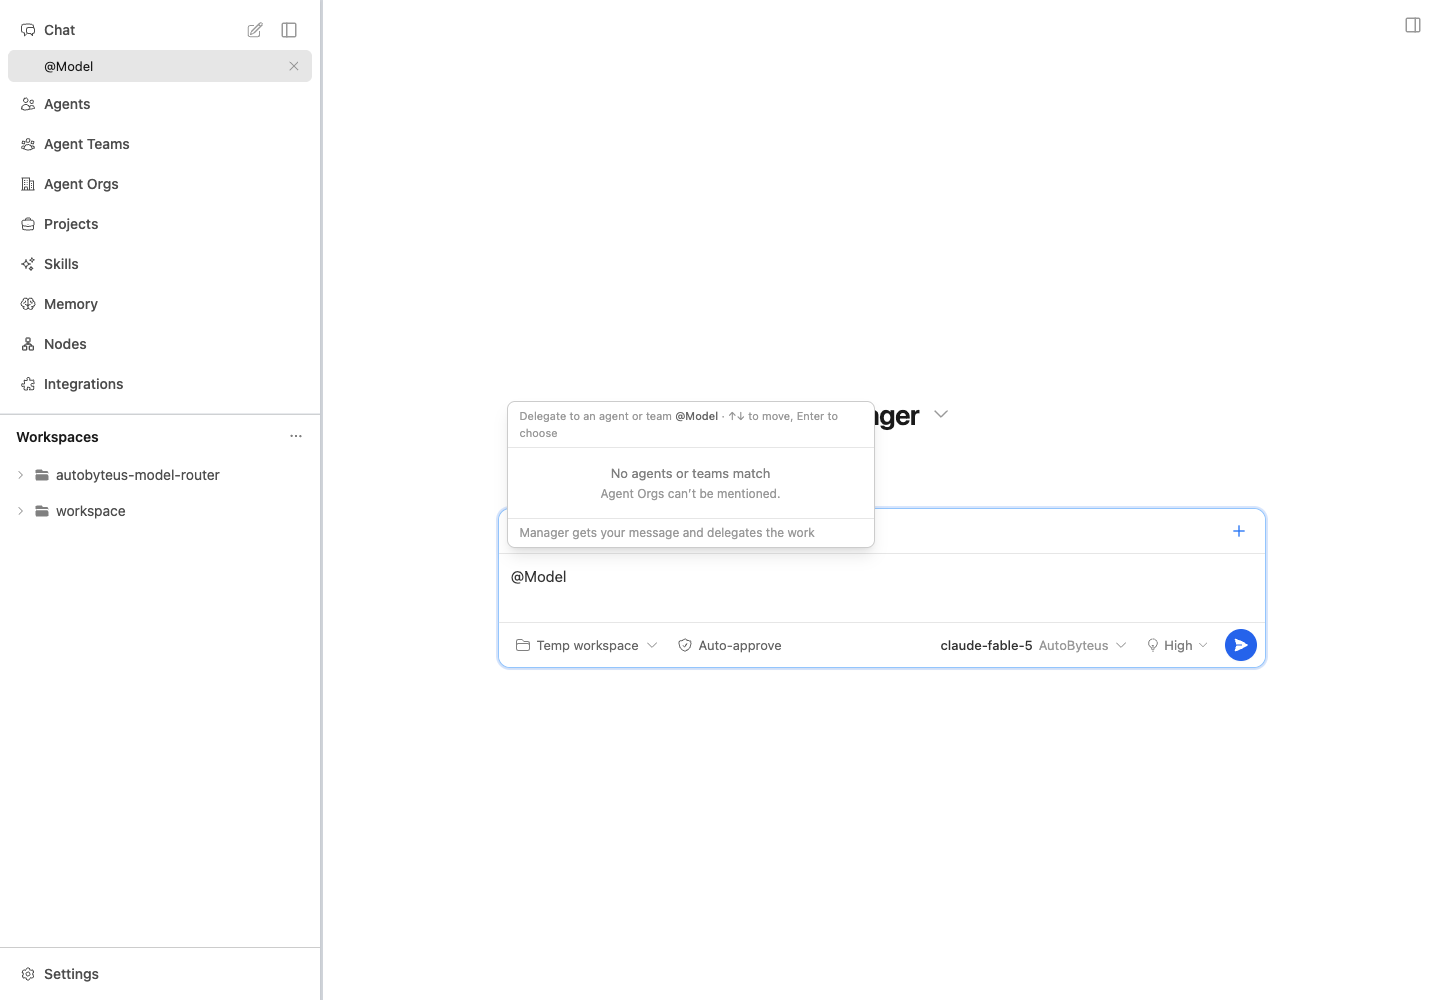 Chat
@Model
Agents
Agent Teams
Agent Orgs
Projects
Skills
Memory
Nodes
Integrations
Workspaces
autobyteus-model-router
workspace
Settings
Delegate to an agent or team @Model · ↑↓ to move, Enter to
choose
No agents or teams match
Agent Orgs can't be mentioned.
Manager gets your message and delegates the work
@Model
Temp workspace
Auto-approve
claude-fable-5 AutoByteus
High